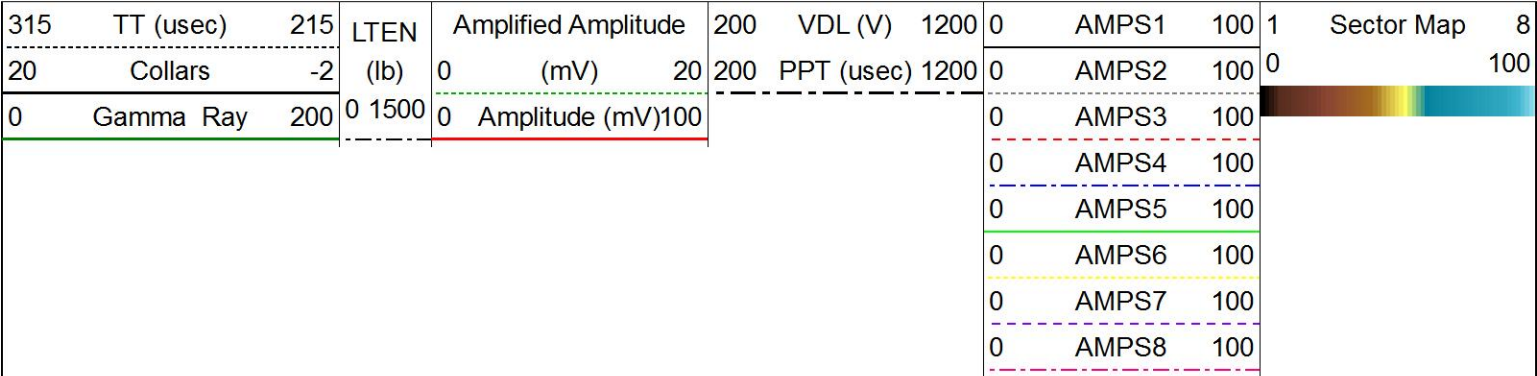 315 TT (usec) 215
20 Collars -2
0 Gamma Ray 200
LTEN
(lb)
0 1500
Amplified Amplitude
0 (mV) 20
0 Amplitude (mV)100
200 VDL (V) 1200
200 PPT (usec) 1200
0 AMPS1 100
0 AMPS2 100
0 AMPS3 100
0 AMPS4 100
0 AMPS5 100
0 AMPS6 100
0 AMPS7 100
0 AMPS8 100
1 Sector Map 8
0 100